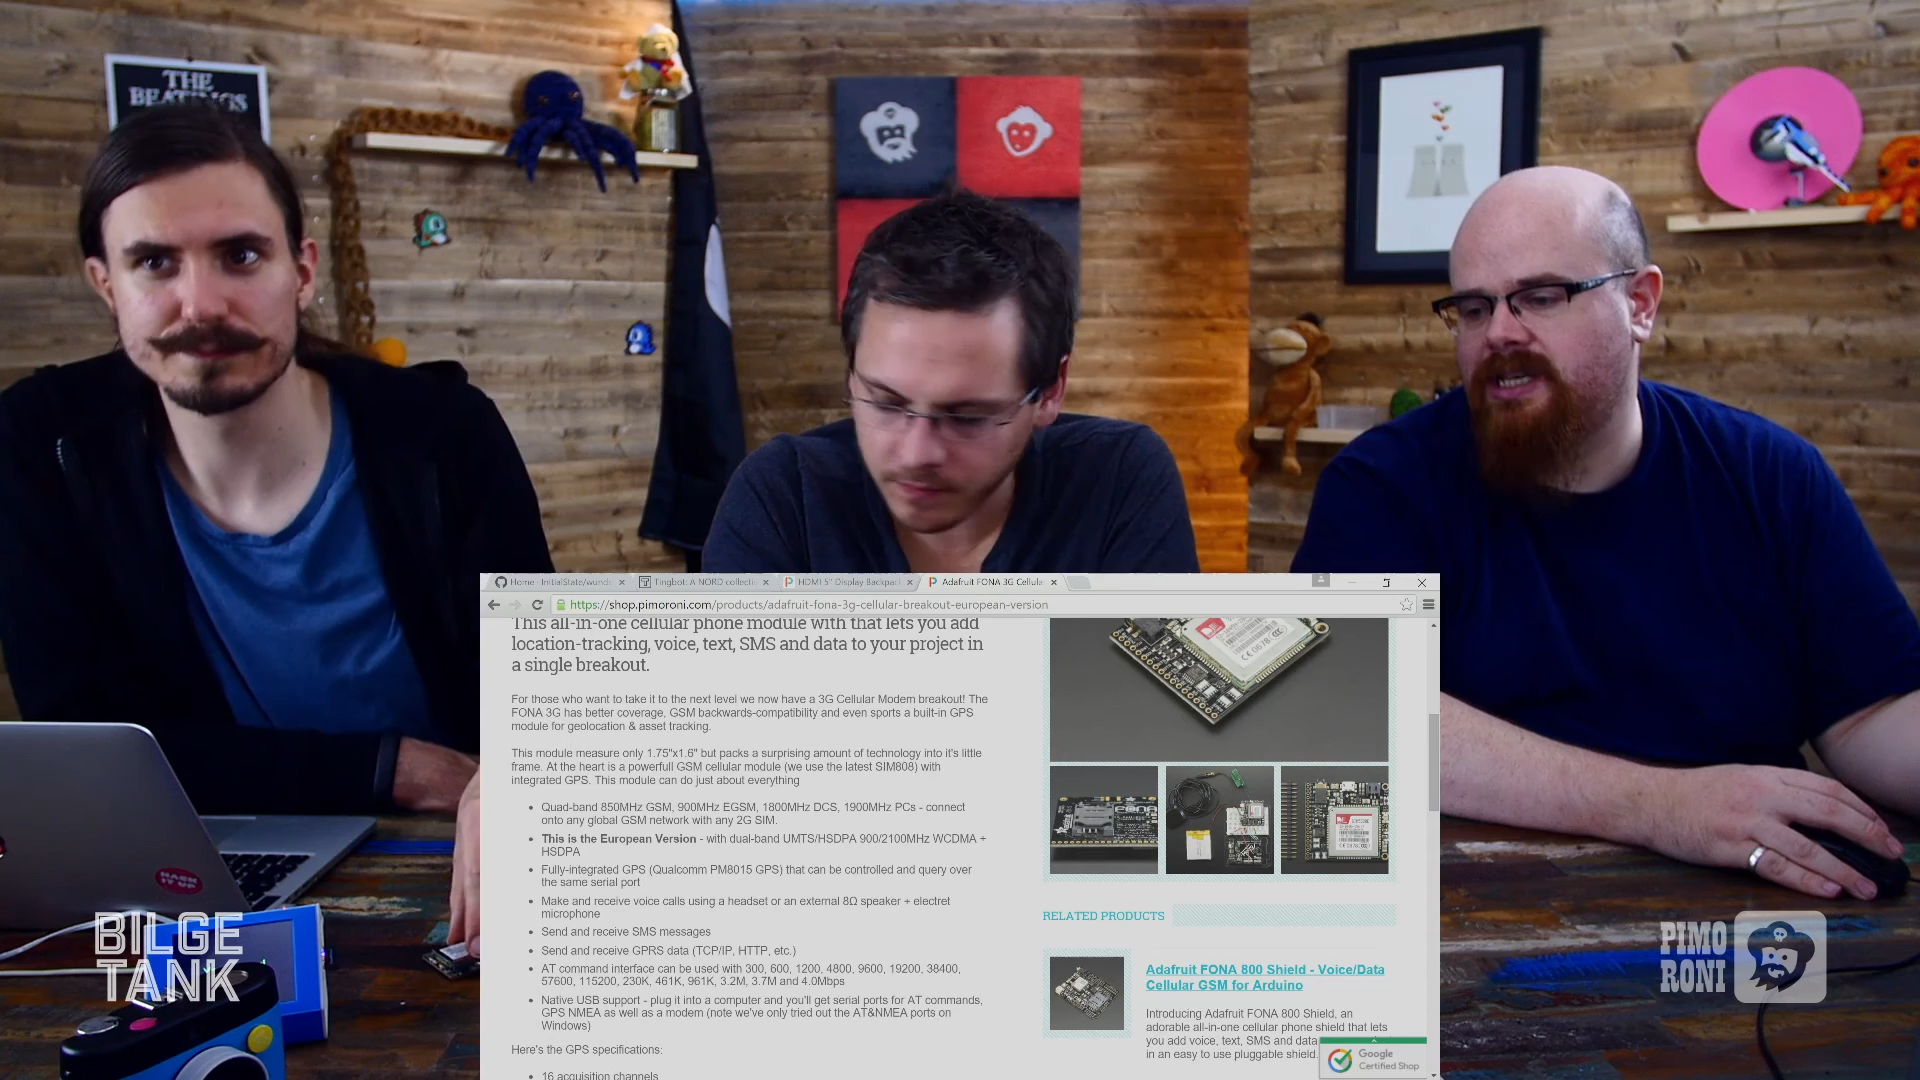 THE
BEATINGS
Home · InitialState/wund
Tingbot: A NORD collecti
HDMI 5" Display Backpac
Adafruit FONA 3G Cellula
https://shop.pimoroni.com/products/adafruit-fona-3g-cellular-breakout-european-version
This all-in-one cellular phone module with that lets you add
location-tracking, voice, text, SMS and data to your project in
a single breakout.
For those who want to take it to the next level we now have a 3G Cellular Modem breakout! The
FONA 3G has better coverage, GSM backwards-compatibility and even sports a built-in GPS
module for geolocation & asset tracking.
This module measure only 1.75"x1.6" but packs a surprising amount of technology into it's little
frame. At the heart is a powerfull GSM cellular module (we use the latest SIM808) with
integrated GPS. This module can do just about everything
• Quad-band 850MHz GSM, 900MHz EGSM, 1800MHz DCS, 1900MHz PCs - connect
onto any global GSM network with any 2G SIM.
• This is the European Version - with dual-band UMTS/HSDPA 900/2100MHz WCDMA +
HSDPA
• Fully-integrated GPS (Qualcomm PM8015 GPS) that can be controlled and query over
the same serial port
• Make and receive voice calls using a headset or an external 8Ω speaker + electret
microphone
• Send and receive SMS messages
• Send and receive GPRS data (TCP/IP, HTTP, etc.)
• AT command interface can be used with 300, 600, 1200, 4800, 9600, 19200, 38400,
57600, 115200, 230K, 461K, 961K, 3.2M, 3.7M and 4.0Mbps
• Native USB support - plug it into a computer and you'll get serial ports for AT commands,
GPS NMEA as well as a modem (note we've only tried out the AT&NMEA ports on
Windows)
Here's the GPS specifications:
• 16 acquisition channels
FONA
RELATED PRODUCTS
Adafruit FONA 800 Shield - Voice/Data
Cellular GSM for Arduino
Introducing Adafruit FONA 800 Shield, an
adorable all-in-one cellular phone shield that lets
you add voice, text, SMS and data
in an easy to use pluggable shield.
Google
Certified Shop
HACK
IT UP
BILGE
TANK
PIMO
RONI